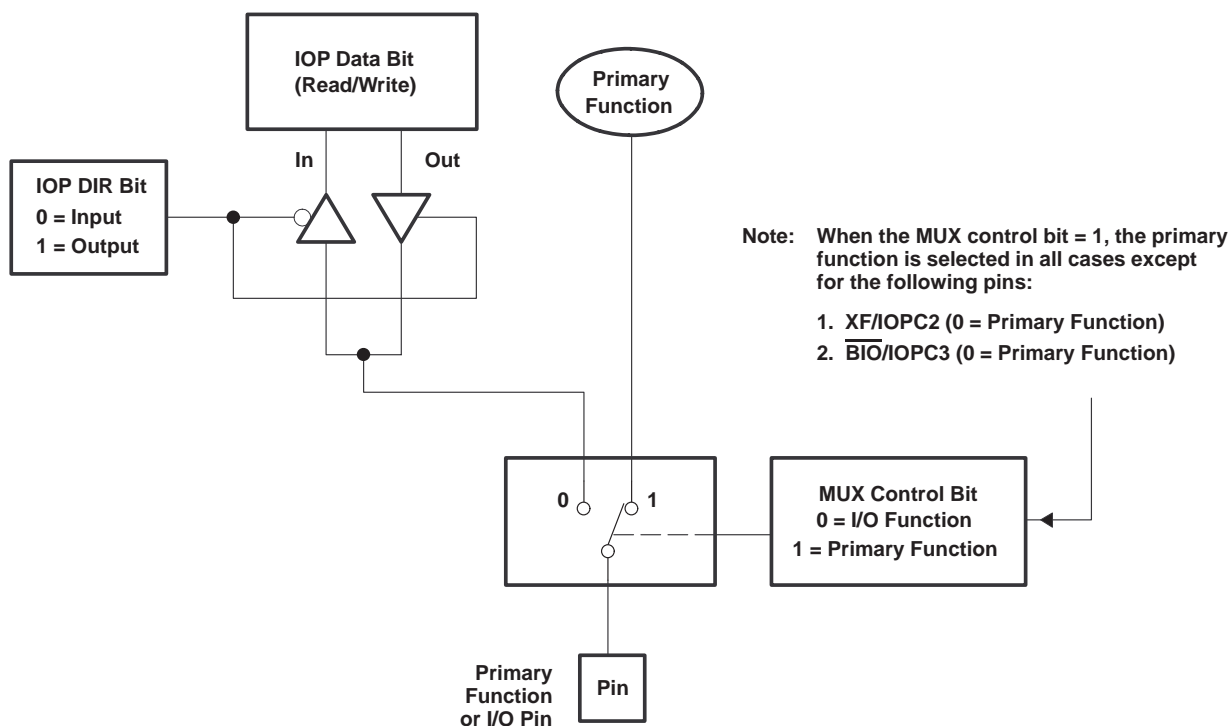 IOP Data Bit
(Read/Write)
Primary
Function
In
Out
IOP DIR Bit
0 = Input
1 = Output
Note: When the MUX control bit = 1, the primary
function is selected in all cases except
for the following pins:
1. XF/IOPC2 (0 = Primary Function)
2. B̅I̅O̅/IOPC3 (0 = Primary Function)
0
1
MUX Control Bit
0 = I/O Function
1 = Primary Function
Primary
Function
or I/O Pin
Pin